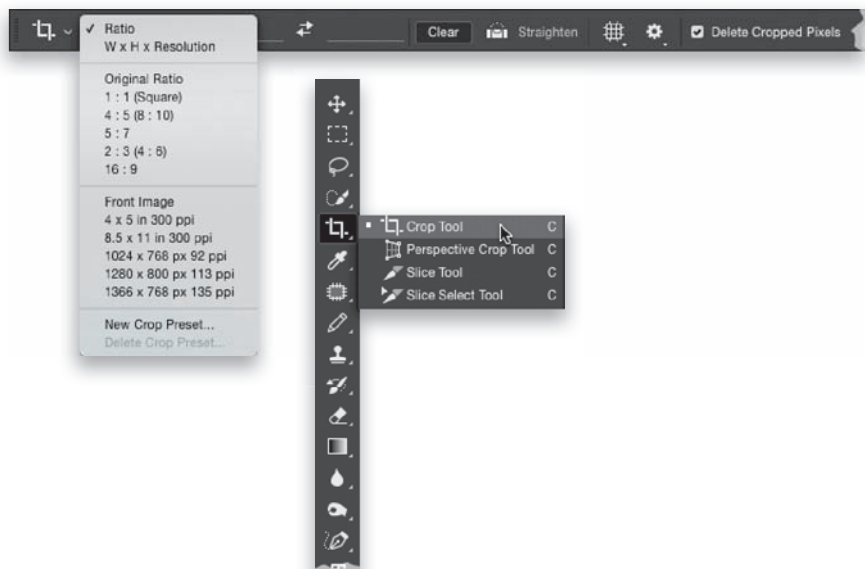 Clear
Straighten
Delete Cropped Pixels
Ratio
W x H x Resolution
Original Ratio
1 : 1 (Square)
4 : 5 (8 : 10)
5 : 7
2 : 3 (4 : 6)
16 : 9
Front Image
4 x 5 in 300 ppi
8.5 x 11 in 300 ppi
1024 x 768 px 92 ppi
1280 x 800 px 113 ppi
1366 x 768 px 135 ppi
New Crop Preset...
Delete Crop Preset...
Crop Tool C
Perspective Crop Tool C
Slice Tool C
Slice Select Tool C